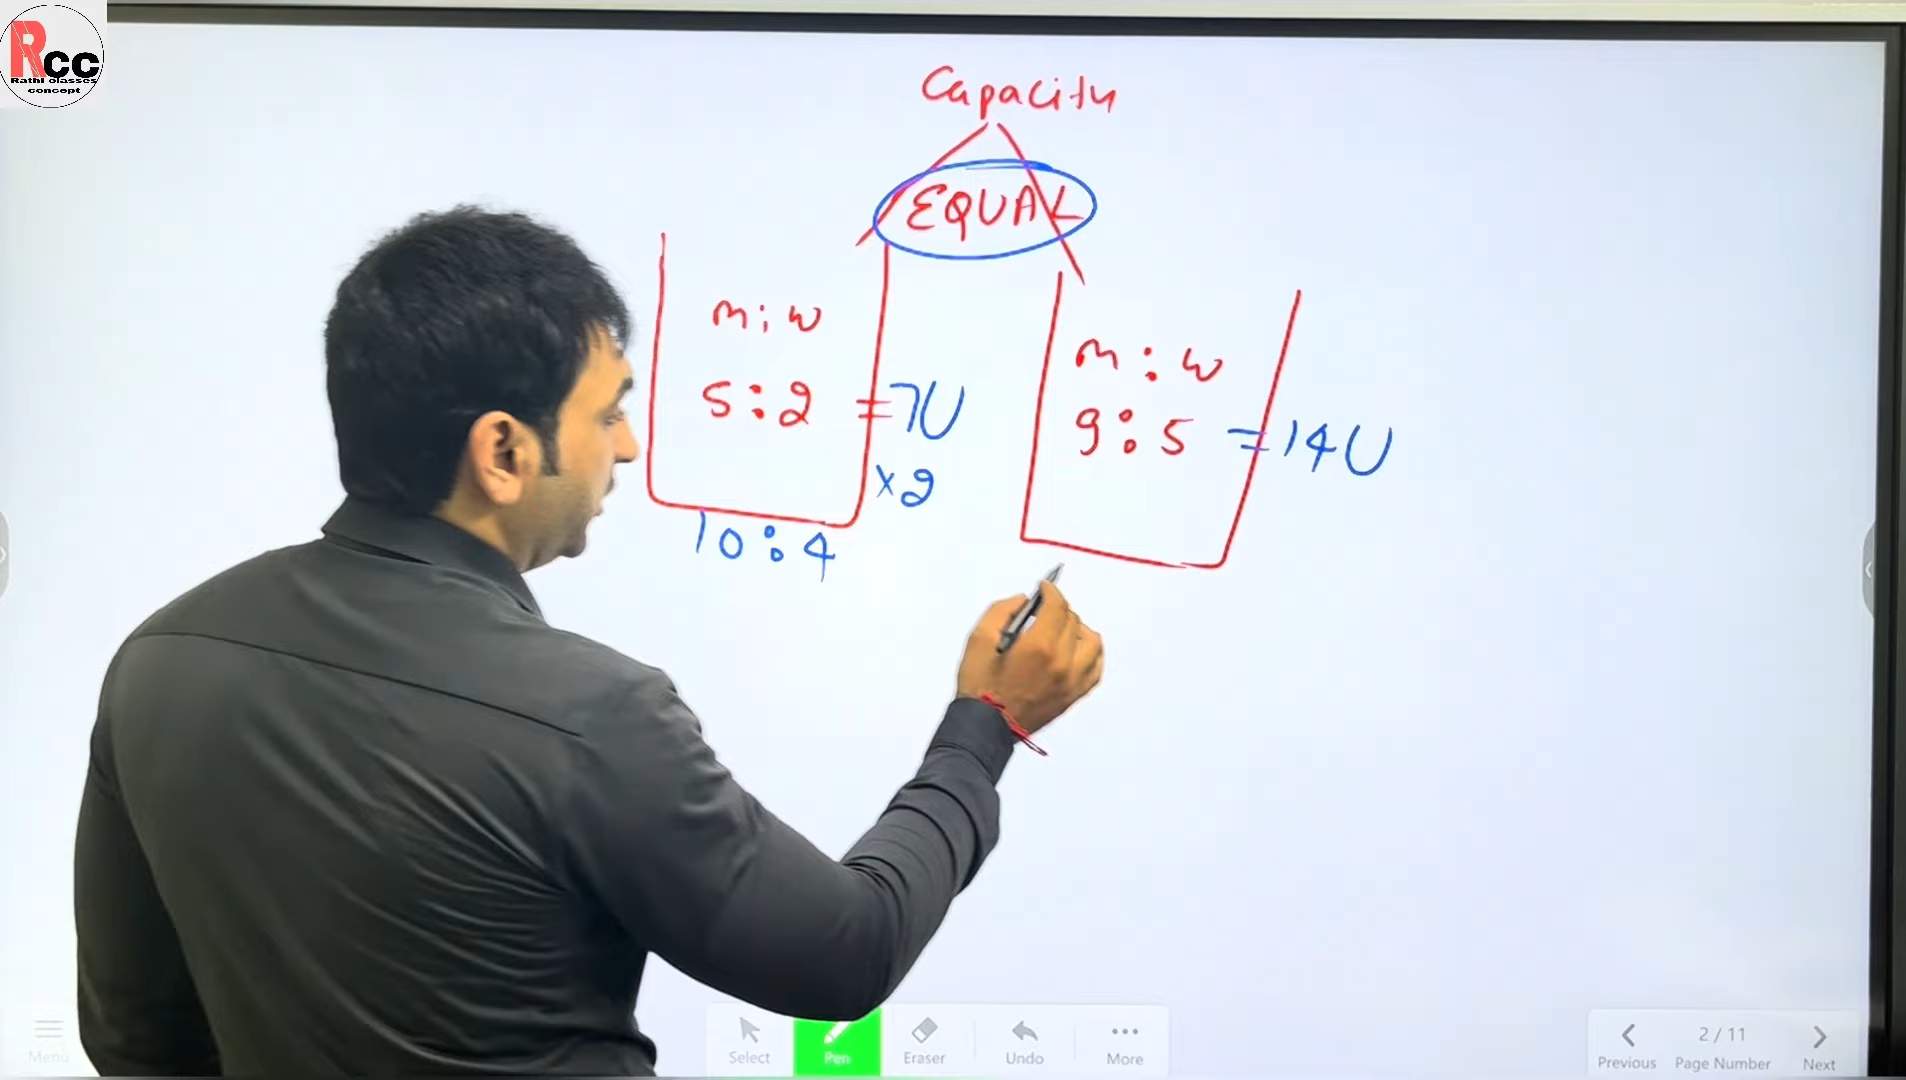 Rcc
Rathi classes
concept
Capacity
EQUAL
m : w
5 : 2 = 7U
×2
10 : 4
m : w
9 : 5 = 14U
Menu
Select
Pen
Eraser
Undo
More
Previous
2 / 11
Page Number
Next